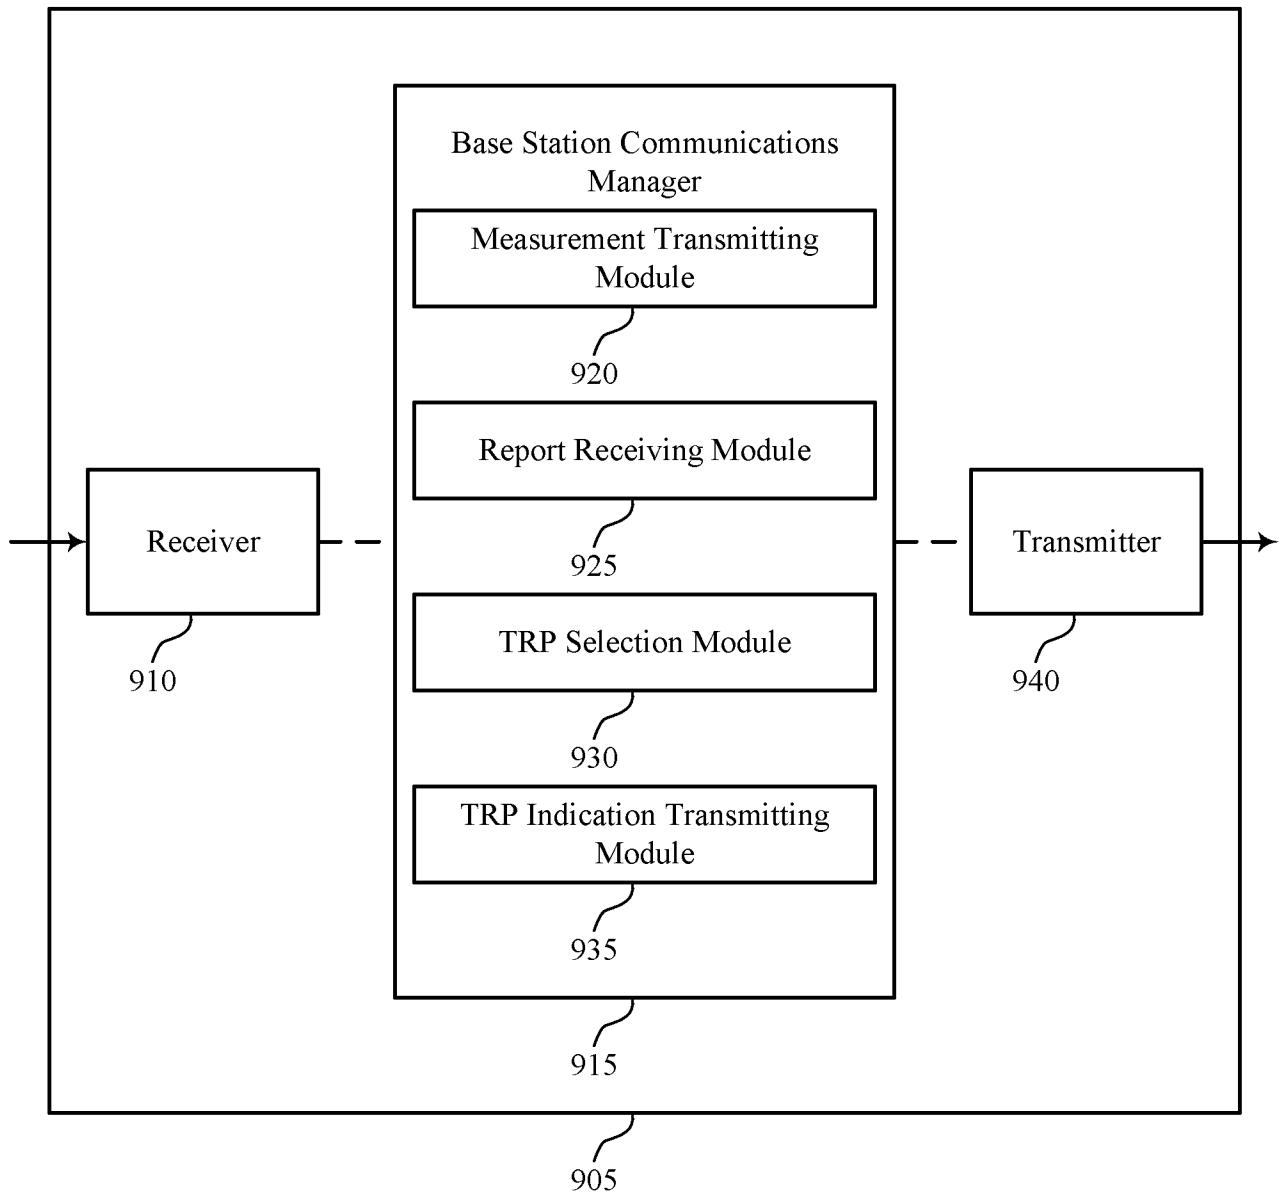 Base Station Communications
Manager
Measurement Transmitting
Module
920
Report Receiving Module
925
Receiver
910
Transmitter
940
TRP Selection Module
930
TRP Indication Transmitting
Module
935
915
905